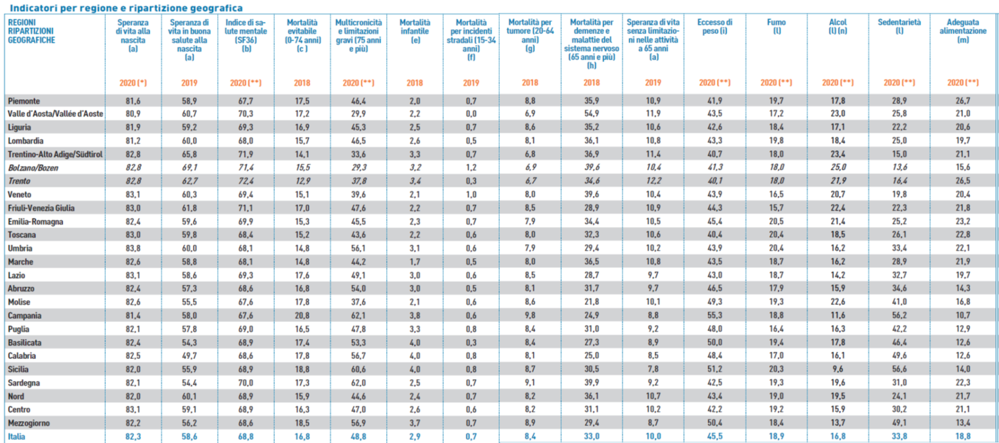 Indicatori per regione e ripartizione geografica
REGIONI RIPARTIZIONI GEOGRAFICHE | Speranza di vita alla nascita (a) | Speranza di vita in buona salute alla nascita (a) | Indice di sa-lute mentale (SF36) (b) | Mortalità evitabile (0-74 anni) (c ) | Multicronicità e limitazioni gravi (75 anni e più) | Mortalità infantile (e) | Mortalità per incidenti stradali (15-34 anni) (f) | Mortalità per tumore (20-64 anni) (g) | Mortalità per demenze e malattie del sistema nervoso (65 anni e più) (h) | Speranza di vita senza limitazio-ni nelle attività a 65 anni (a) | Eccesso di peso (i) | Fumo (l) | Alcol (l) (n) | Sedentarietà (l) | Adeguata alimentazione (m)
2020 (*) 2019 2020 (**) 2018 2020 (**) 2018 2019 2018 2018 2019 2020 (**) 2020 (**) 2020 (**) 2020 (**) 2020 (**)
Piemonte 81,6 58,9 67,7 17,5 46,4 2,0 0,7 8,8 35,9 10,9 41,9 19,7 17,8 28,9 26,7
Valle d'Aosta/Vallée d'Aoste 80,9 60,7 70,3 17,2 29,9 2,2 0,0 6,9 54,9 11,9 43,5 17,2 23,0 25,8 21,0
Liguria 81,9 59,2 69,3 16,9 45,3 2,5 0,7 8,6 35,2 10,6 42,6 18,4 17,1 22,2 20,6
Lombardia 81,2 60,0 68,0 15,7 46,5 2,6 0,5 8,1 36,1 10,8 43,3 19,8 18,4 25,0 19,7
Trentino-Alto Adige/Südtirol 82,8 65,8 71,9 14,1 33,6 3,3 0,7 6,8 36,9 11,4 40,7 18,0 23,4 15,0 21,1
Bolzano/Bozen 82,8 69,1 71,4 15,5 29,3 3,2 1,2 6,9 39,6 10,4 41,3 18,0 25,0 13,6 15,6
Trento 82,8 62,7 72,4 12,9 37,8 3,4 0,3 6,7 34,6 12,2 40,1 18,0 21,9 16,4 26,5
Veneto 83,1 60,3 69,4 15,1 39,6 2,1 1,0 8,0 39,6 10,4 43,9 16,5 20,7 19,8 20,4
Friuli-Venezia Giulia 83,0 61,8 71,1 17,0 47,6 2,2 0,7 8,5 28,9 10,9 44,3 15,7 22,4 22,3 21,8
Emilia-Romagna 82,4 59,6 69,9 15,3 45,5 2,3 0,7 7,9 34,4 10,5 45,4 20,5 21,4 25,2 23,2
Toscana 83,0 59,8 68,4 15,2 43,6 2,2 0,6 8,0 32,3 10,6 40,4 20,4 18,5 26,1 22,8
Umbria 83,8 60,0 68,1 14,8 56,1 3,1 0,6 7,9 29,4 10,2 43,9 20,4 16,2 33,4 22,1
Marche 82,6 58,8 68,1 14,8 44,2 1,7 0,5 8,0 36,5 10,8 43,5 18,7 16,2 28,9 21,9
Lazio 83,1 58,6 69,3 17,6 49,1 3,0 0,6 8,5 28,7 9,7 43,0 18,7 14,2 32,7 19,7
Abruzzo 82,4 57,3 68,6 16,8 54,0 3,0 0,5 8,1 31,7 9,7 46,5 17,9 15,9 34,6 14,3
Molise 82,6 55,5 67,6 17,8 37,6 2,1 0,6 8,6 21,8 10,1 49,3 19,3 22,6 41,0 16,8
Campania 81,4 58,0 67,6 20,8 62,1 3,8 0,6 9,8 24,9 8,8 55,3 18,8 11,6 56,2 10,7
Puglia 82,1 57,8 69,0 16,5 47,8 3,3 0,8 8,4 31,0 9,2 48,0 16,4 16,3 42,2 12,9
Basilicata 82,4 54,3 68,9 17,4 53,3 4,0 0,3 8,4 27,3 8,9 50,0 19,4 17,8 46,4 12,6
Calabria 82,5 49,7 68,6 17,8 56,7 4,0 0,8 8,1 25,0 8,5 48,4 17,0 16,1 49,6 12,6
Sicilia 82,0 55,9 68,9 18,8 60,6 4,0 0,8 8,7 30,5 7,8 51,2 20,3 9,6 56,6 14,0
Sardegna 82,1 54,4 70,0 17,3 62,0 2,5 0,7 9,1 39,9 9,2 42,5 19,3 19,6 31,0 22,3
Nord 82,0 60,1 68,9 15,9 44,6 2,4 0,7 8,2 36,1 10,7 43,4 19,0 19,5 24,1 21,7
Centro 83,1 59,1 68,9 16,3 47,0 2,6 0,6 8,2 31,1 10,2 42,2 19,2 15,9 30,2 21,1
Mezzogiorno 82,2 56,2 68,6 18,5 56,9 3,7 0,7 8,9 29,4 8,7 50,4 18,4 13,7 49,1 13,4
Italia 82,3 58,6 68,8 16,8 48,8 2,9 0,7 8,4 33,0 10,0 45,5 18,9 16,8 33,8 18,8